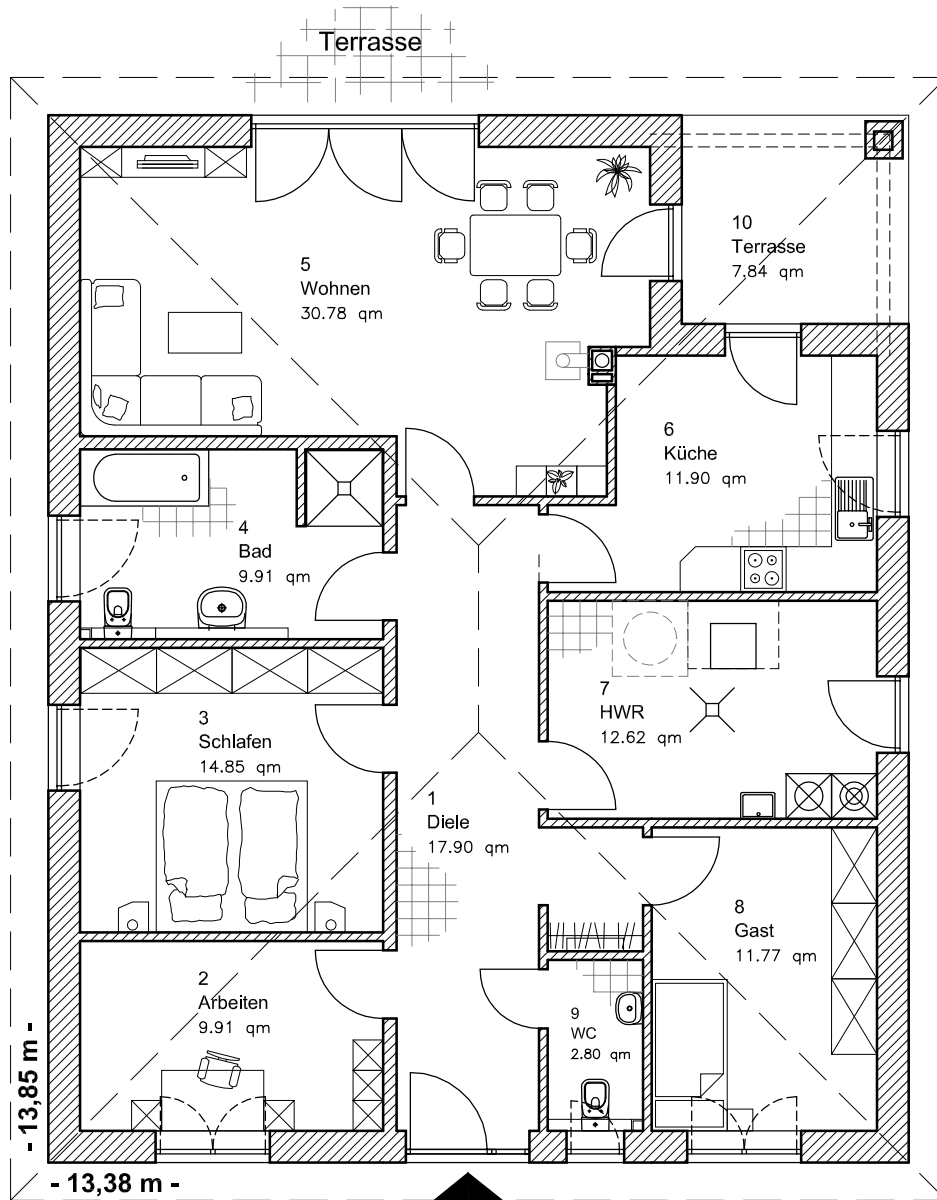 Terrasse
10
Terrasse
7.84 qm
5
Wohnen
30.78 qm
6
Küche
11.90 qm
4
Bad
9.91 qm
7
HWR
12.62 qm
3
Schlafen
14.85 qm
1
Diele
17.90 qm
8
Gast
11.77 qm
2
Arbeiten
9.91 qm
9
WC
2.80 qm
- 13,85 m -
- 13,38 m -